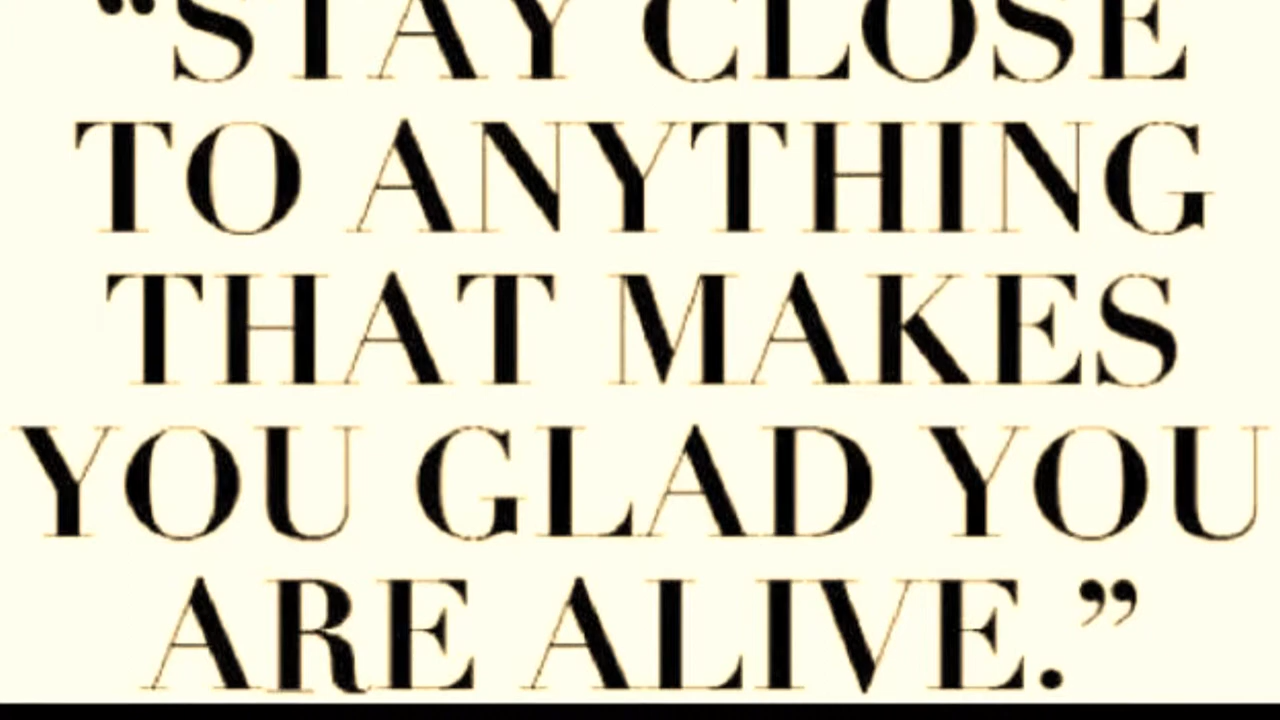 “STAY CLOSE
TO ANYTHING
THAT MAKES
YOU GLAD YOU
ARE ALIVE.”